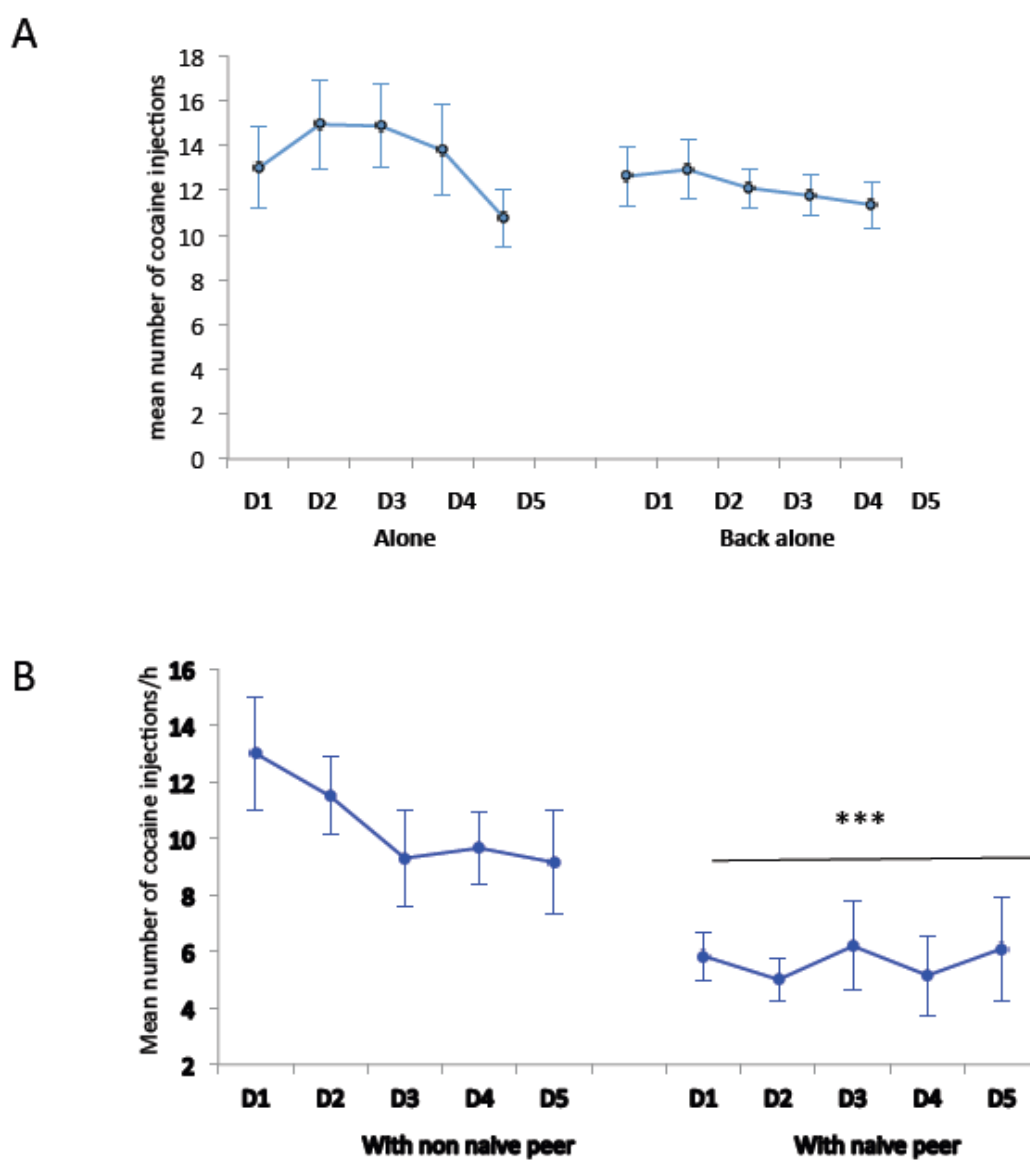 A
mean number of cocaine injections
18
16
14
12
10
8
6
4
2
0
D1 D2 D3 D4 D5 D1 D2 D3 D4 D5
Alone Back alone
B
Mean number of cocaine injections/h
16
14
12
10
8
6
4
2
***
D1 D2 D3 D4 D5 D1 D2 D3 D4 D5
With non naive peer With naive peer